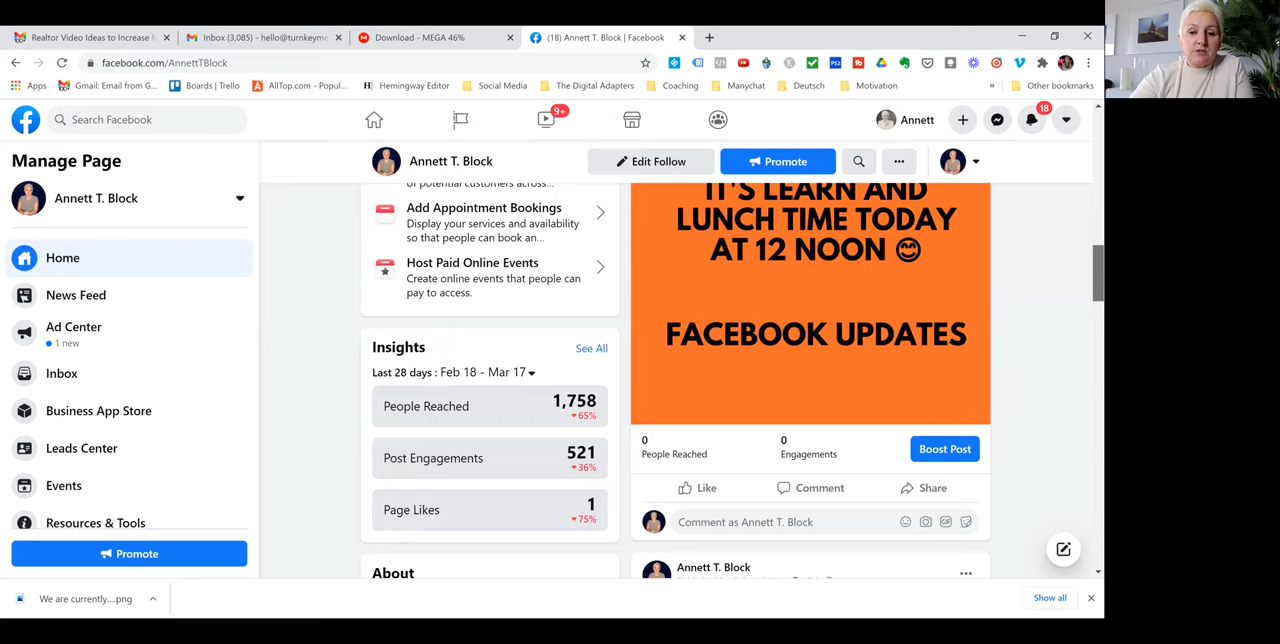 Realtor Video Ideas to Increase
Inbox (3,085) - hello@turnkeyme
Download - MEGA 46%
(18) Annett T. Block | Facebook
facebook.com/AnnettTBlock
Apps
Gmail: Email from G...
Boards | Trello
AllTop.com - Popul...
Hemingway Editor
Social Media
The Digital Adapters
Coaching
Manychat
Deutsch
Motivation
»
Other bookmarks
Search Facebook
9+
Annett
18
Manage Page
Annett T. Block
Home
News Feed
Ad Center
1 new
Inbox
Business App Store
Leads Center
Events
Resources & Tools
Promote
Annett T. Block
Edit Follow
Promote
of potential customers across...
Add Appointment Bookings
Display your services and availability
so that people can book an...
Host Paid Online Events
Create online events that people can
pay to access.
Insights
See All
Last 28 days : Feb 18 - Mar 17
People Reached
1,758
65%
Post Engagements
521
36%
Page Likes
1
75%
About
IT'S LEARN AND
LUNCH TIME TODAY
AT 12 NOON 😊
FACEBOOK UPDATES
0
People Reached
0
Engagements
Boost Post
Like
Comment
Share
Comment as Annett T. Block
Annett T. Block
We are currently....png
Show all